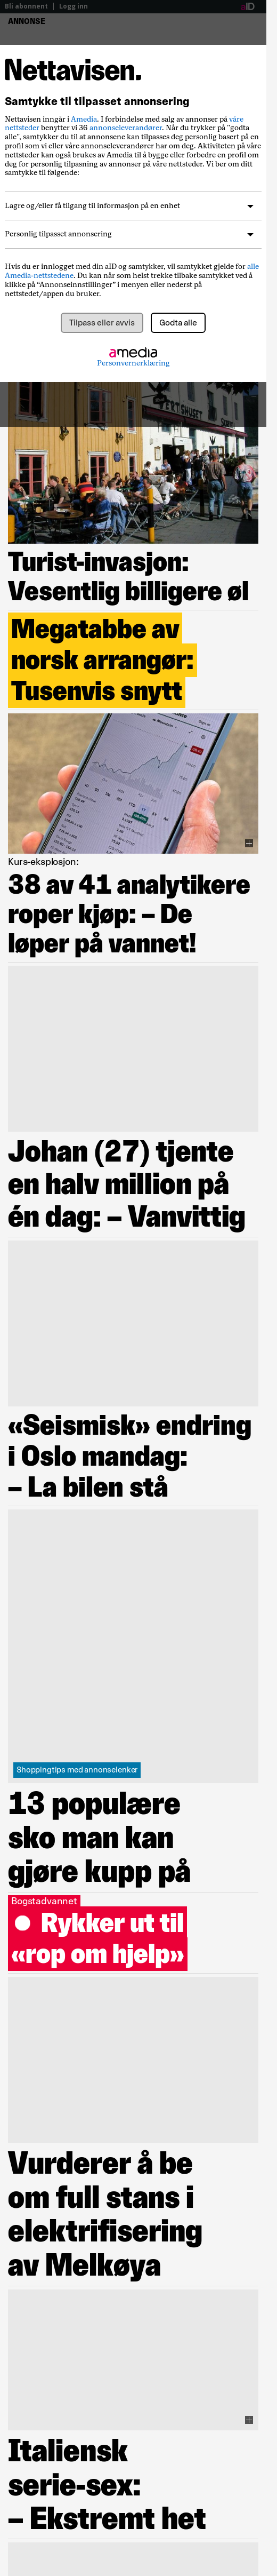 Bli abonnent | Logg inn
aID
ANNONSE
Nettavisen.
Samtykke til tilpasset annonsering
Nettavisen inngår i Amedia. I forbindelse med salg av annonser på våre
nettsteder benytter vi 36 annonseleverandører. Når du trykker på "godta
alle", samtykker du til at annonsene kan tilpasses deg personlig basert på en
profil som vi eller våre annonseleverandører har om deg. Aktiviteten på våre
nettsteder kan også brukes av Amedia til å bygge eller forbedre en profil om
deg for personlig tilpasning av annonser på våre nettsteder. Vi ber om ditt
samtykke til følgende:
Lagre og/eller få tilgang til informasjon på en enhet
Personlig tilpasset annonsering
Hvis du er innlogget med din aID og samtykker, vil samtykket gjelde for alle
Amedia-nettstedene. Du kan når som helst trekke tilbake samtykket ved å
klikke på “Annonseinnstillinger” i menyen eller nederst på
nettstedet/appen du bruker.
Tilpass eller avvis
Godta alle
amedia
Personvernerklæring
Turist-invasjon:
Vesentlig billigere øl
Megatabbe av
norsk arrangør:
Tusenvis snytt
Kurs-eksplosjon:
38 av 41 analytikere
roper kjøp: – De
løper på vannet!
Johan (27) tjente
en halv million på
én dag: – Vanvittig
«Seismisk» endring
i Oslo mandag:
– La bilen stå
Shoppingtips med annonselenker
13 populære
sko man kan
gjøre kupp på
Bogstadvannet
● Rykker ut til
«rop om hjelp»
Vurderer å be
om full stans i
elektrifisering
av Melkøya
Italiensk
serie-sex:
– Ekstremt het